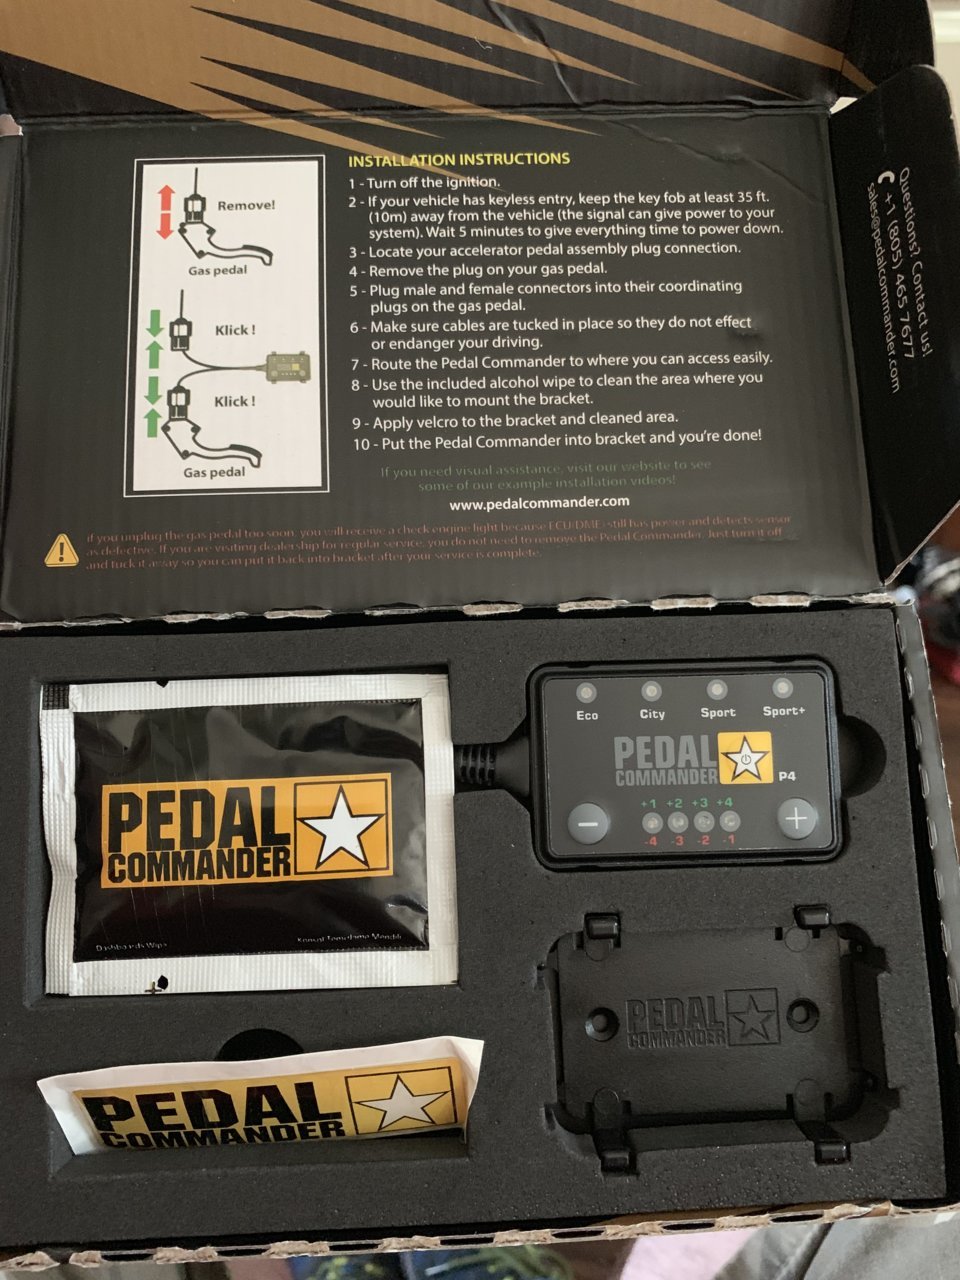 INSTALLATION INSTRUCTIONS
1 - Turn off the ignition.
2 - If your vehicle has keyless entry, keep the key fob at least 35 ft.
(10m) away from the vehicle (the signal can give power to your
system). Wait 5 minutes to give everything time to power down.
3 - Locate your accelerator pedal assembly plug connection.
4 - Remove the plug on your gas pedal.
5 - Plug male and female connectors into their coordinating
plugs on the gas pedal.
6 - Make sure cables are tucked in place so they do not effect
or endanger your driving.
7 - Route the Pedal Commander to where you can access easily.
8 - Use the included alcohol wipe to clean the area where you
would like to mount the bracket.
9 - Apply velcro to the bracket and cleaned area.
10 - Put the Pedal Commander into bracket and you're done!
If you need visual assistance, visit our website to see
some of our example installation videos!
www.pedalcommander.com
Remove!
Gas pedal
Klick !
Klick !
Gas pedal
if you unplug the gas pedal too soon, you will receive a check engine light because ECU/DME- still has power and detects sensor
as defective. If you are visiting dealership for regular service, you do not need to remove the Pedal Commander. Just turn it off
and tuck it away so you can put it back into bracket after your service is complete.
Questions? Contact us!
+1 (805) 465 7677
sales@pedalcommander.com
PEDAL
COMMANDER
Dashboards Wipe
Konsol Temizleme Mendili
Eco City Sport Sport+
PEDAL
COMMANDER P4
+1 +2 +3 +4
- +
-4 -3 -2 -1
PEDAL
COMMANDER
PEDAL
COMMANDER